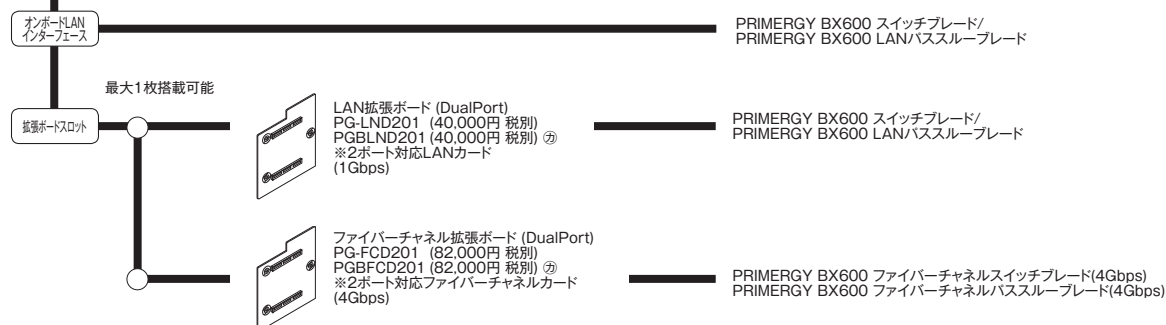 オンボードLAN
インターフェース
PRIMERGY BX600 スイッチブレード/
PRIMERGY BX600 LANパススルーブレード
最大1枚搭載可能
拡張ボードスロット
LAN拡張ボード (DualPort)
PG-LND201 (40,000円 税別)
PGBLND201 (40,000円 税別) ㋕
※2ポート対応LANカード
(1Gbps)
PRIMERGY BX600 スイッチブレード/
PRIMERGY BX600 LANパススルーブレード
ファイバーチャネル拡張ボード (DualPort)
PG-FCD201 (82,000円 税別)
PGBFCD201 (82,000円 税別) ㋕
※2ポート対応ファイバーチャネルカード
(4Gbps)
PRIMERGY BX600 ファイバーチャネルスイッチブレード(4Gbps)
PRIMERGY BX600 ファイバーチャネルパススルーブレード(4Gbps)